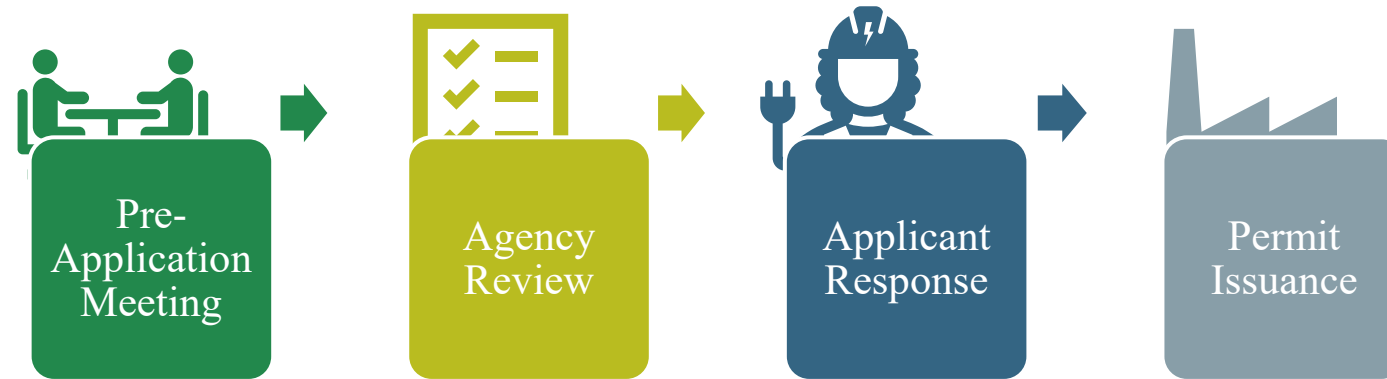 Pre-
Application
Meeting
Agency
Review
Applicant
Response
Permit
Issuance